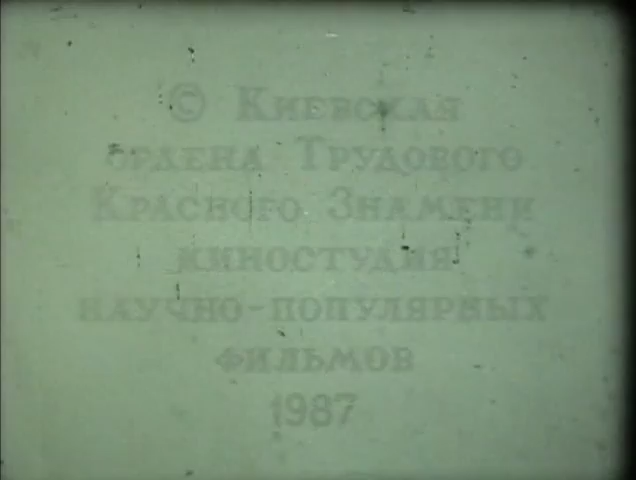 © Киевская
ордена Трудового
Красного Знамени
киностудия
научно-популярных
фильмов
1987